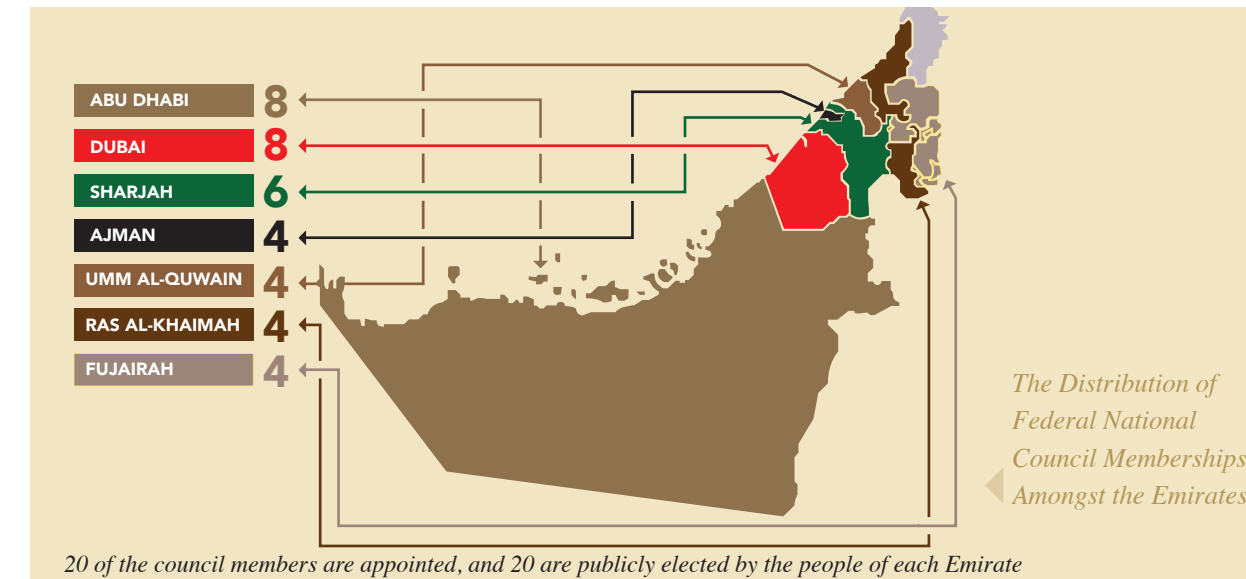 ABU DHABI 8
DUBAI 8
SHARJAH 6
AJMAN 4
UMM AL-QUWAIN 4
RAS AL-KHAIMAH 4
FUJAIRAH 4
The Distribution of
Federal National
Council Memberships
Amongst the Emirates
20 of the council members are appointed, and 20 are publicly elected by the people of each Emirate